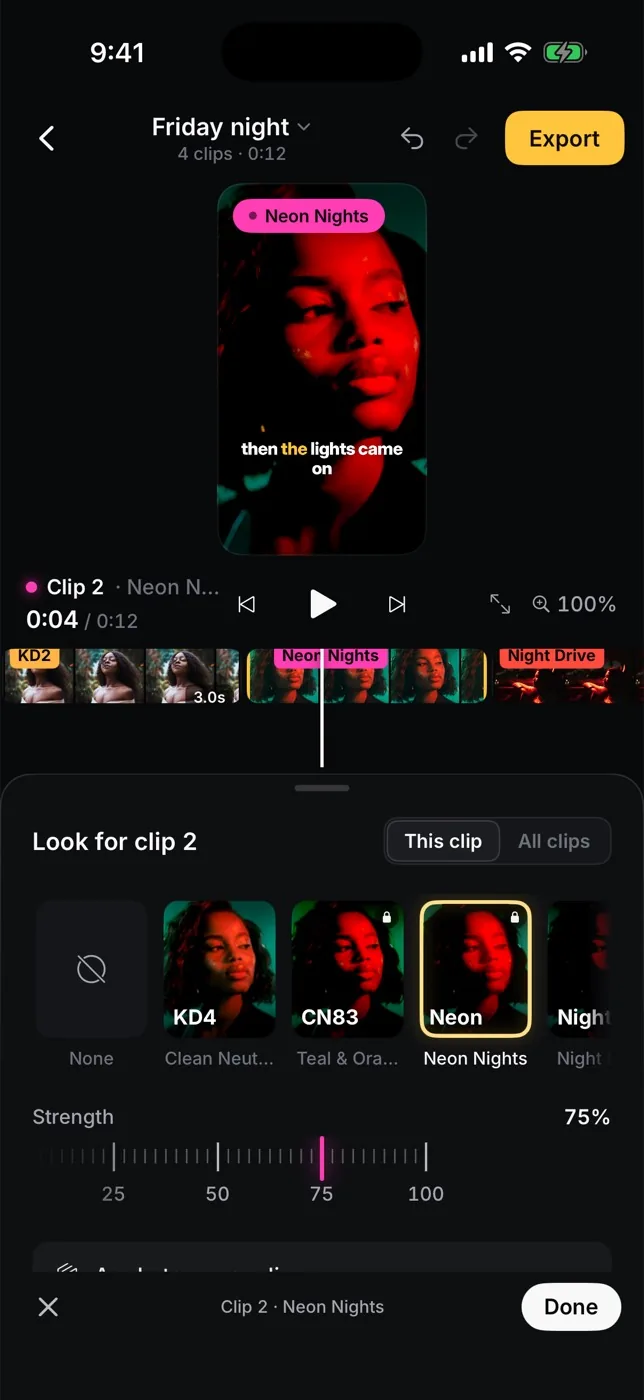 9:41
Friday night
4 clips · 0:12
Export
Neon Nights
then the lights came
on
Clip 2 · Neon N...
0:04 / 0:12
100%
KD2
3.0s
Neon Nights
Night Drive
Look for clip 2
This clip
All clips
KD4
CN83
Neon
Night
None
Clean Neut...
Teal & Ora...
Neon Nights
Night
Strength
75%
25
50
75
100
Clip 2 · Neon Nights
Done